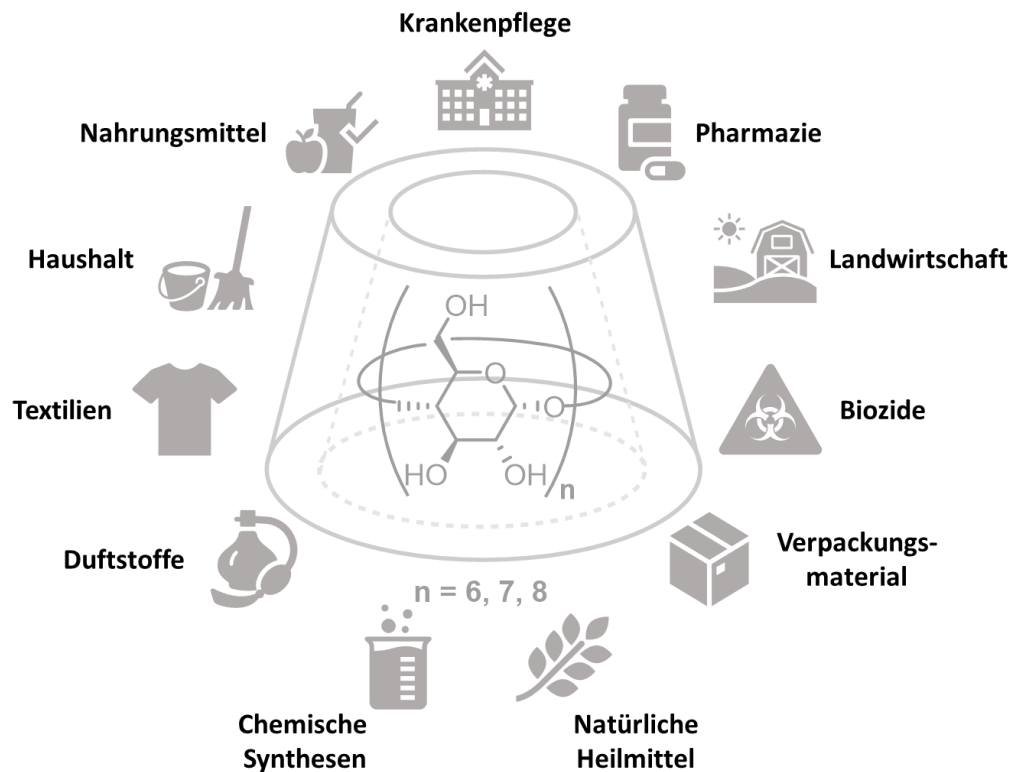 Krankenpflege
Nahrungsmittel
Pharmazie
Haushalt
Landwirtschaft
OH
O
O
Textilien
Biozide
HO
OH
n
Duftstoffe
Verpackungs-
material
n = 6, 7, 8
Chemische
Synthesen
Natürliche
Heilmittel